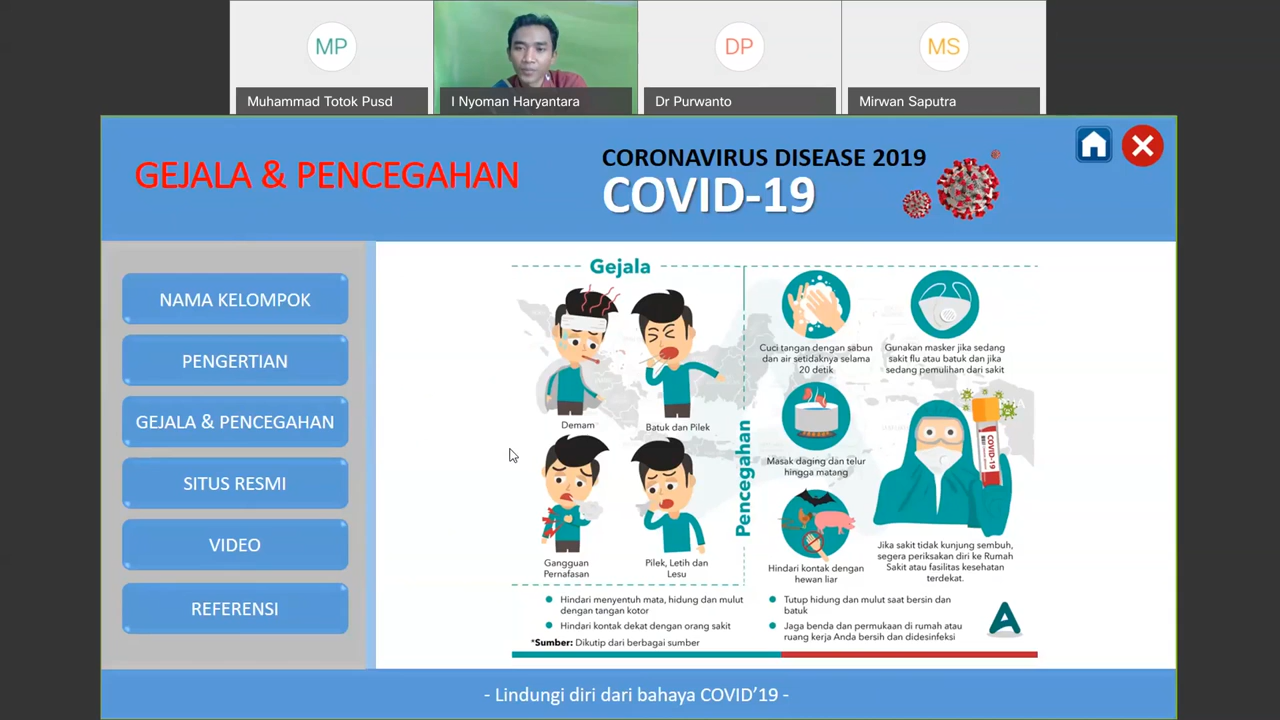 MP
DP
MS
Muhammad Totok Pusd
I Nyoman Haryantara
Dr Purwanto
Mirwan Saputra
GEJALA & PENCEGAHAN
CORONAVIRUS DISEASE 2019
COVID-19
NAMA KELOMPOK
PENGERTIAN
GEJALA & PENCEGAHAN
SITUS RESMI
VIDEO
REFERENSI
Gejala
Demam
Batuk dan Pilek
Gangguan
Pernafasan
Pilek, Letih dan
Lesu
Pencegahan
Cuci tangan dengan sabun
dan air setidaknya selama
20 detik
Gunakan masker jika sedang
sakit flu atau batuk dan jika
sedang pemulihan dari sakit
Masak daging dan telur
hingga matang
COVID-19
Hindari kontak dengan
hewan liar
Jika sakit tidak kunjung sembuh,
segera periksakan diri ke Rumah
Sakit atau fasilitas kesehatan
terdekat.
Hindari menyentuh mata, hidung dan mulut
dengan tangan kotor
Hindari kontak dekat dengan orang sakit
*Sumber: Dikutip dari berbagai sumber
Tutup hidung dan mulut saat bersin dan
batuk
Jaga benda dan permukaan di rumah atau
ruang kerja Anda bersih dan didesinfeksi
- Lindungi diri dari bahaya COVID'19 -